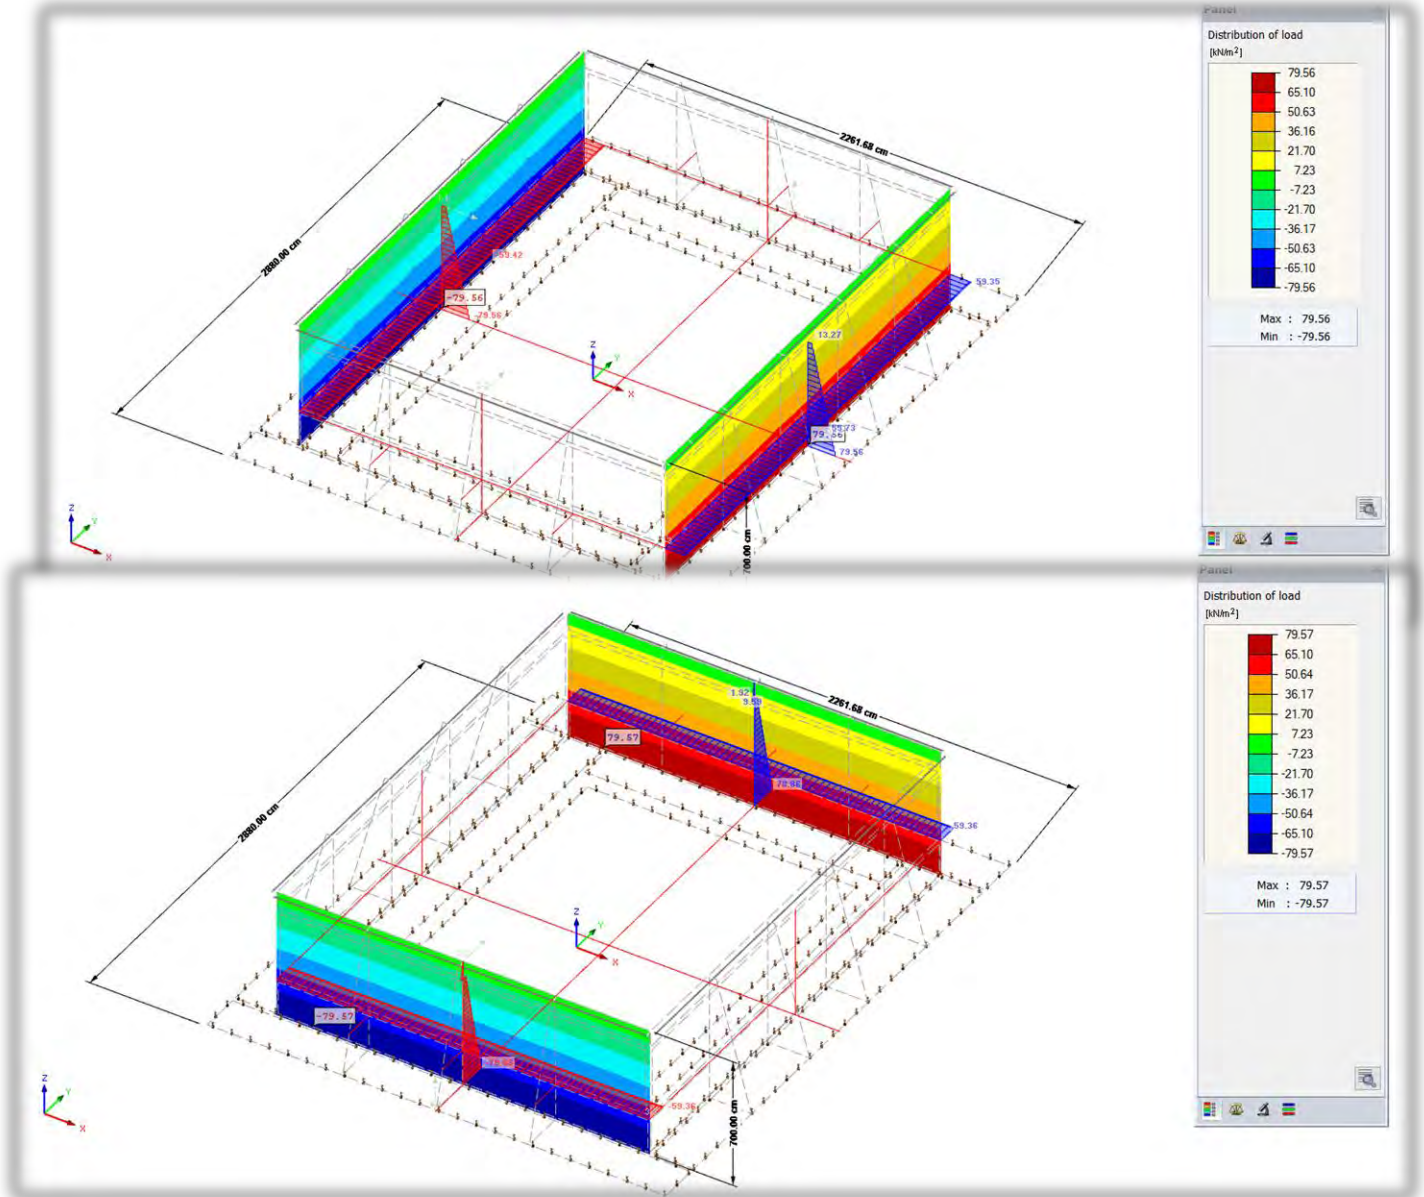 Panel
Distribution of load
[kN/m²]
79.56
65.10
50.63
36.16
21.70
7.23
-7.23
-21.70
-36.17
-50.63
-65.10
-79.56
Max : 79.56
Min : -79.56
2261.68 cm
2880.00 cm
-59.42
-79.56
-79.56
59.35
13.27
79.56
79.56
Z
Y
X
Z
Y
X
700.00 cm
Panel
Distribution of load
[kN/m²]
79.57
65.10
50.64
36.17
21.70
7.23
-7.23
-21.70
-36.17
-50.64
-65.10
-79.57
Max : 79.57
Min : -79.57
1.92
2261.68 cm
79.57
2880.00 cm
59.36
Z
Y
X
-79.57
-59.36
Z
Y
X
700.00 cm